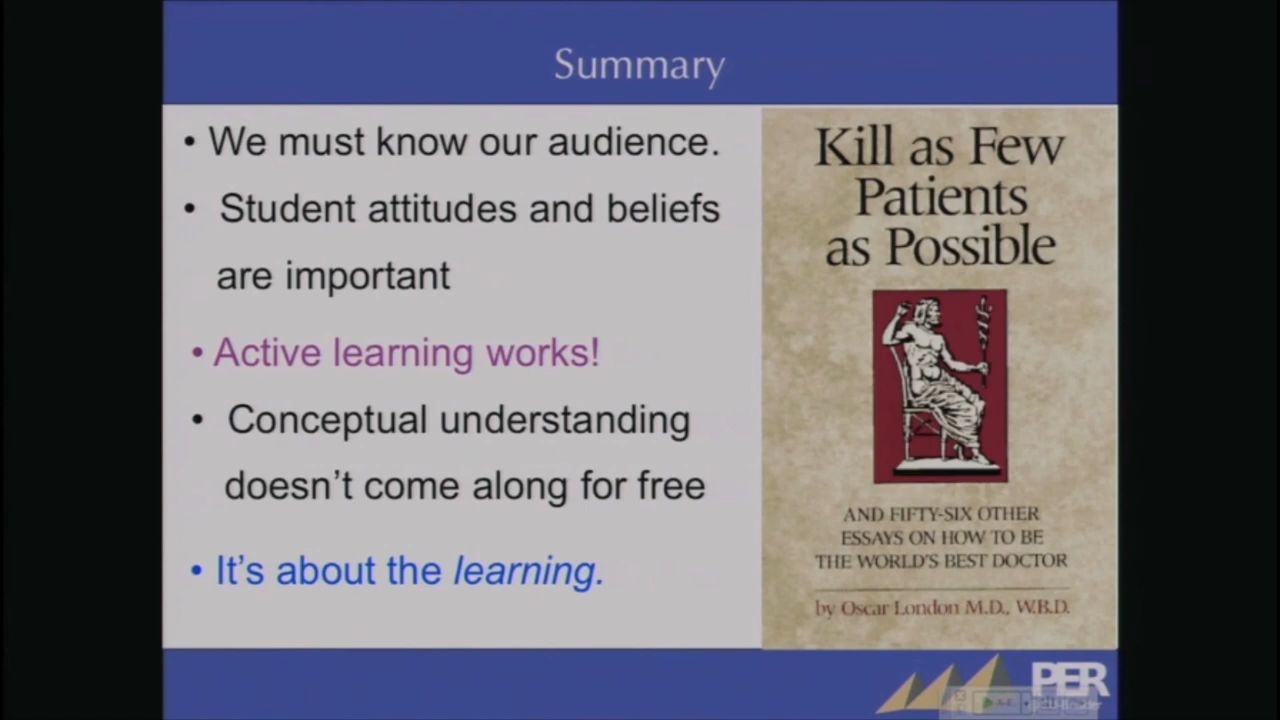 Summary
• We must know our audience.
• Student attitudes and beliefs
are important
• Active learning works!
• Conceptual understanding
doesn't come along for free
• It's about the learning.
Kill as Few
Patients
as Possible
AND FIFTY-SIX OTHER
ESSAYS ON HOW TO BE
THE WORLD'S BEST DOCTOR
by Oscar London M.D., W.B.D.
PER